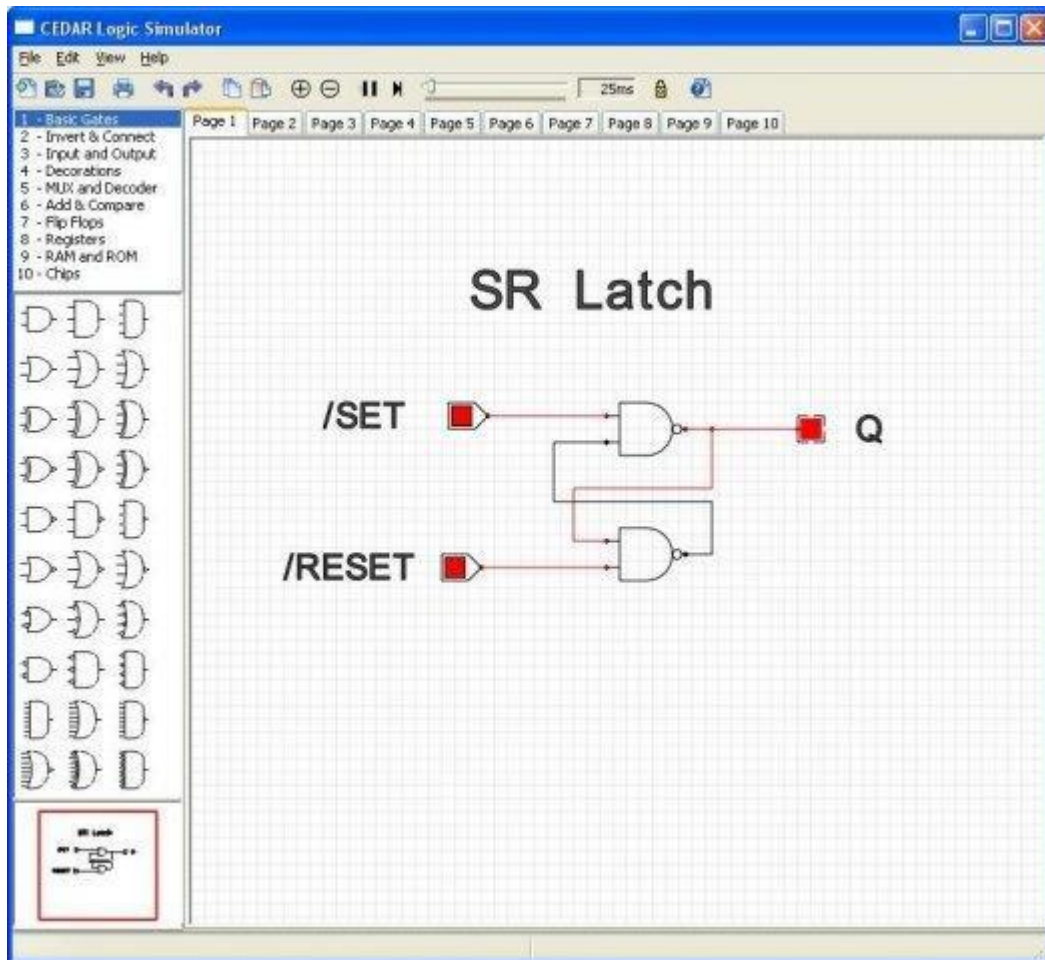 CEDAR Logic Simulator
File Edit View Help
25ms
1 - Basic Gates
2 - Invert & Connect
3 - Input and Output
4 - Decorations
5 - MUX and Decoder
6 - Add & Compare
7 - Flip Flops
8 - Registers
9 - RAM and ROM
10 - Chips
Page 1 Page 2 Page 3 Page 4 Page 5 Page 6 Page 7 Page 8 Page 9 Page 10
SR Latch
/SET
Q
/RESET
SR Latch